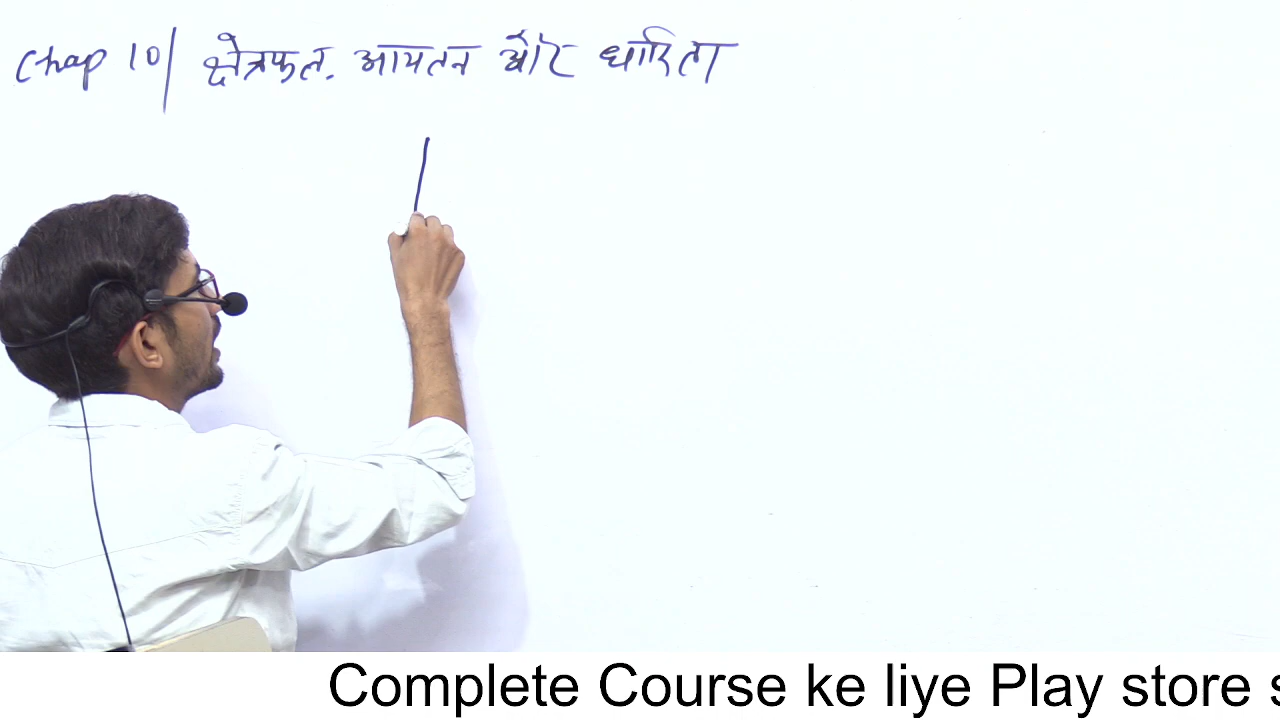 Chap 10| क्षेत्रफल, आयतन और धारिता
Complete Course ke liye Play store s